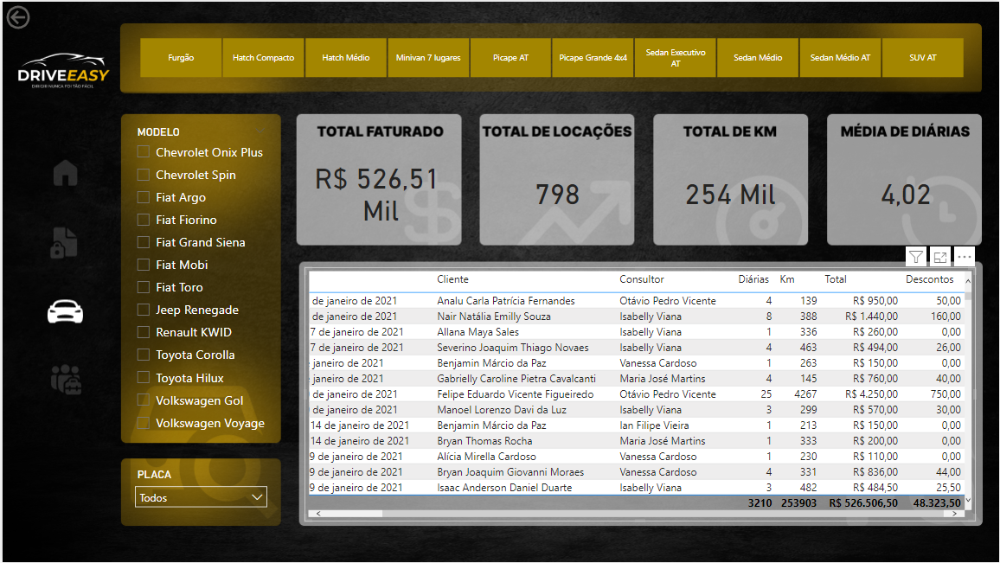 Furgão
Hatch Compacto
Hatch Médio
Minivan 7 lugares
Picape AT
Picape Grande 4x4
Sedan Executivo
AT
Sedan Médio
Sedan Médio AT
SUV AT
DRIVEEASY
DIRIGIR NUNCA FOI TÃO FÁCIL
MODELO
Chevrolet Onix Plus
Chevrolet Spin
Fiat Argo
Fiat Fiorino
Fiat Grand Siena
Fiat Mobi
Fiat Toro
Jeep Renegade
Renault KWID
Toyota Corolla
Toyota Hilux
Volkswagen Gol
Volkswagen Voyage
PLACA
Todos
TOTAL FATURADO
R$ 526,51
Mil
TOTAL DE LOCAÇÕES
798
TOTAL DE KM
254 Mil
MÉDIA DE DIÁRIAS
4,02
Cliente Consultor Diárias Km Total Descontos
de janeiro de 2021 Analu Carla Patrícia Fernandes Otávio Pedro Vicente 4 139 R$ 950,00 50,00
de janeiro de 2021 Nair Natália Emilly Souza Isabelly Viana 8 388 R$ 1.440,00 160,00
7 de janeiro de 2021 Allana Maya Sales Isabelly Viana 1 336 R$ 260,00 0,00
7 de janeiro de 2021 Severino Joaquim Thiago Novaes Isabelly Viana 4 463 R$ 494,00 26,00
janeiro de 2021 Benjamin Márcio da Paz Vanessa Cardoso 1 263 R$ 150,00 0,00
janeiro de 2021 Gabrielly Caroline Pietra Cavalcanti Maria José Martins 4 145 R$ 760,00 40,00
de janeiro de 2021 Felipe Eduardo Vicente Figueiredo Otávio Pedro Vicente 25 4267 R$ 4.250,00 750,00
de janeiro de 2021 Manoel Lorenzo Davi da Luz Isabelly Viana 3 299 R$ 570,00 30,00
14 de janeiro de 2021 Benjamin Márcio da Paz Ian Filipe Vieira 1 213 R$ 150,00 0,00
14 de janeiro de 2021 Bryan Thomas Rocha Maria José Martins 1 333 R$ 200,00 0,00
9 de janeiro de 2021 Alícia Mirella Cardoso Vanessa Cardoso 1 230 R$ 110,00 0,00
9 de janeiro de 2021 Bryan Joaquim Giovanni Moraes Vanessa Cardoso 4 331 R$ 836,00 44,00
9 de janeiro de 2021 Isaac Anderson Daniel Duarte Isabelly Viana 3 482 R$ 484,50 25,50
3210 253903 R$ 526.506,50 48.323,50